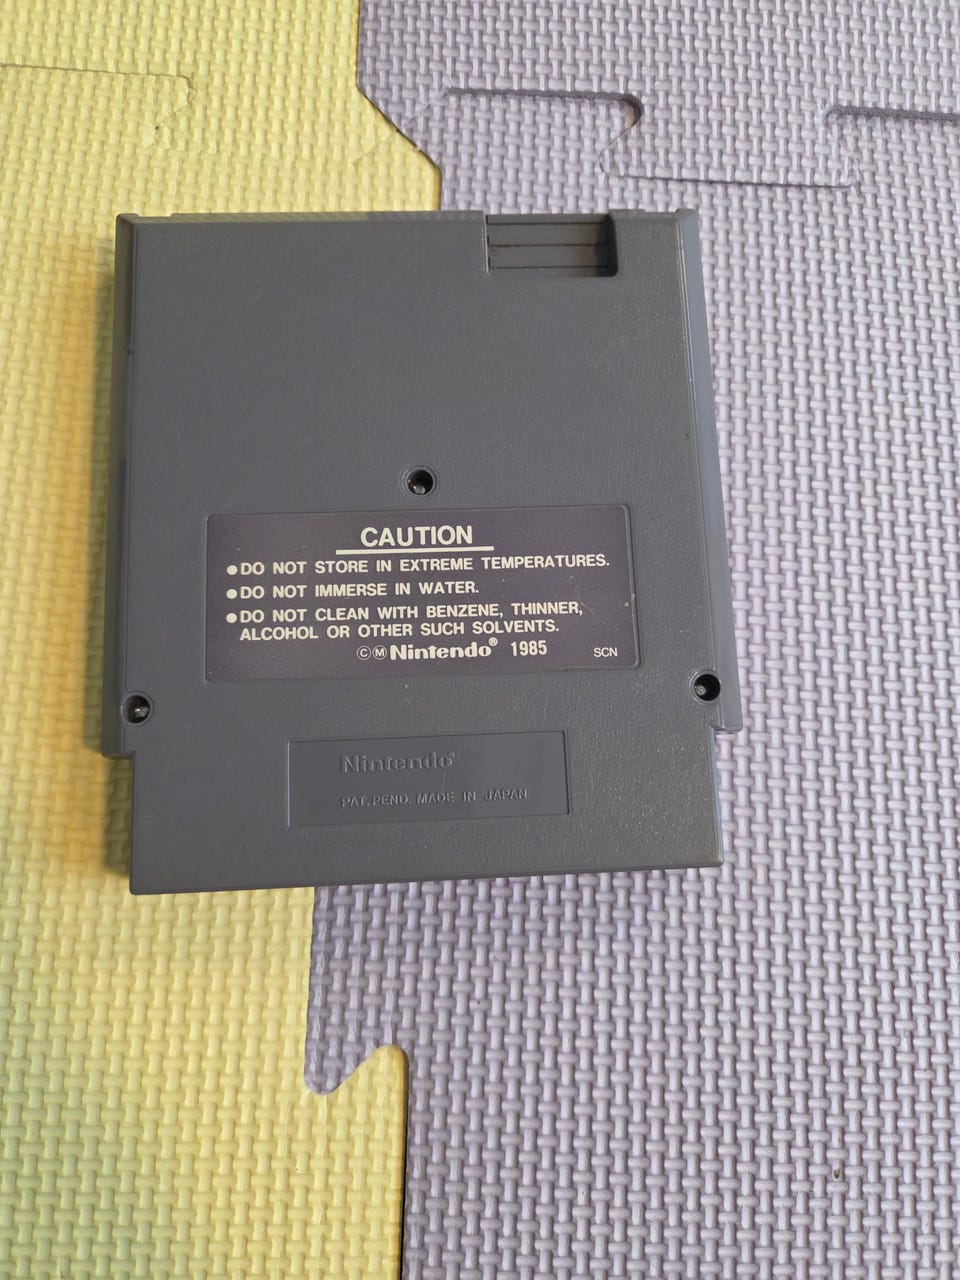 CAUTION
●DO NOT STORE IN EXTREME TEMPERATURES.
●DO NOT IMMERSE IN WATER.
●DO NOT CLEAN WITH BENZENE, THINNER,
ALCOHOL OR OTHER SUCH SOLVENTS.
ⒸⓂNintendo® 1985 SCN
Nintendo®
PAT.PEND. MADE IN JAPAN